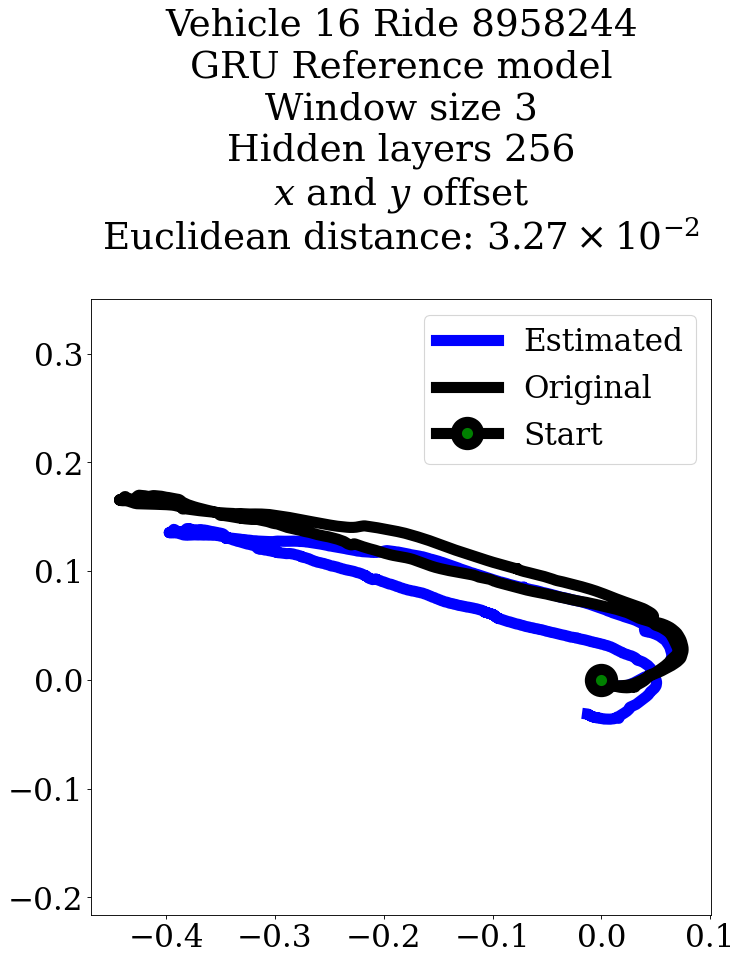 Vehicle 16 Ride 8958244
GRU Reference model
Window size 3
Hidden layers 256
x and y offset
Euclidean distance: 3.27 × 10⁻²
Estimated
Original
Start
0.3
0.2
0.1
0.0
−0.1
−0.2
−0.4 −0.3 −0.2 −0.1 0.0 0.1